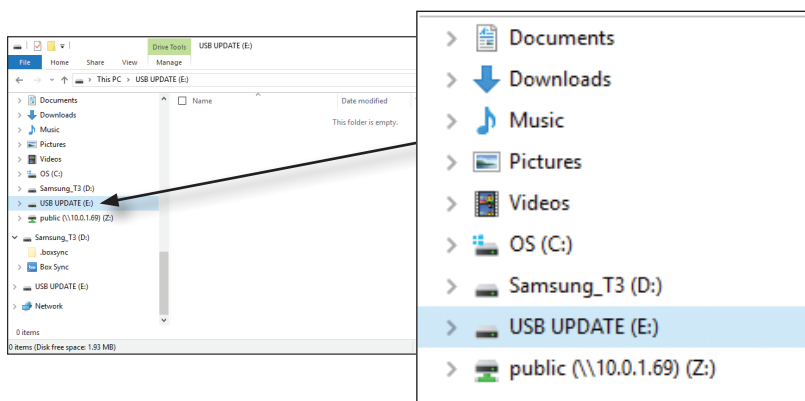 Drive Tools USB UPDATE (E:)
File Home Share View Manage
This PC > USB UPDATE (E:)
Name Date modified
This folder is empty.
Documents
Downloads
Music
Pictures
Videos
OS (C:)
Samsung_T3 (D:)
USB UPDATE (E:)
public (\\10.0.1.69) (Z:)
Samsung_T3 (D:)
.boxsync
Box Sync
USB UPDATE (E:)
Network
0 items
0 items (Disk free space: 1.93 MB)
Documents
Downloads
Music
Pictures
Videos
OS (C:)
Samsung_T3 (D:)
USB UPDATE (E:)
public (\\10.0.1.69) (Z:)